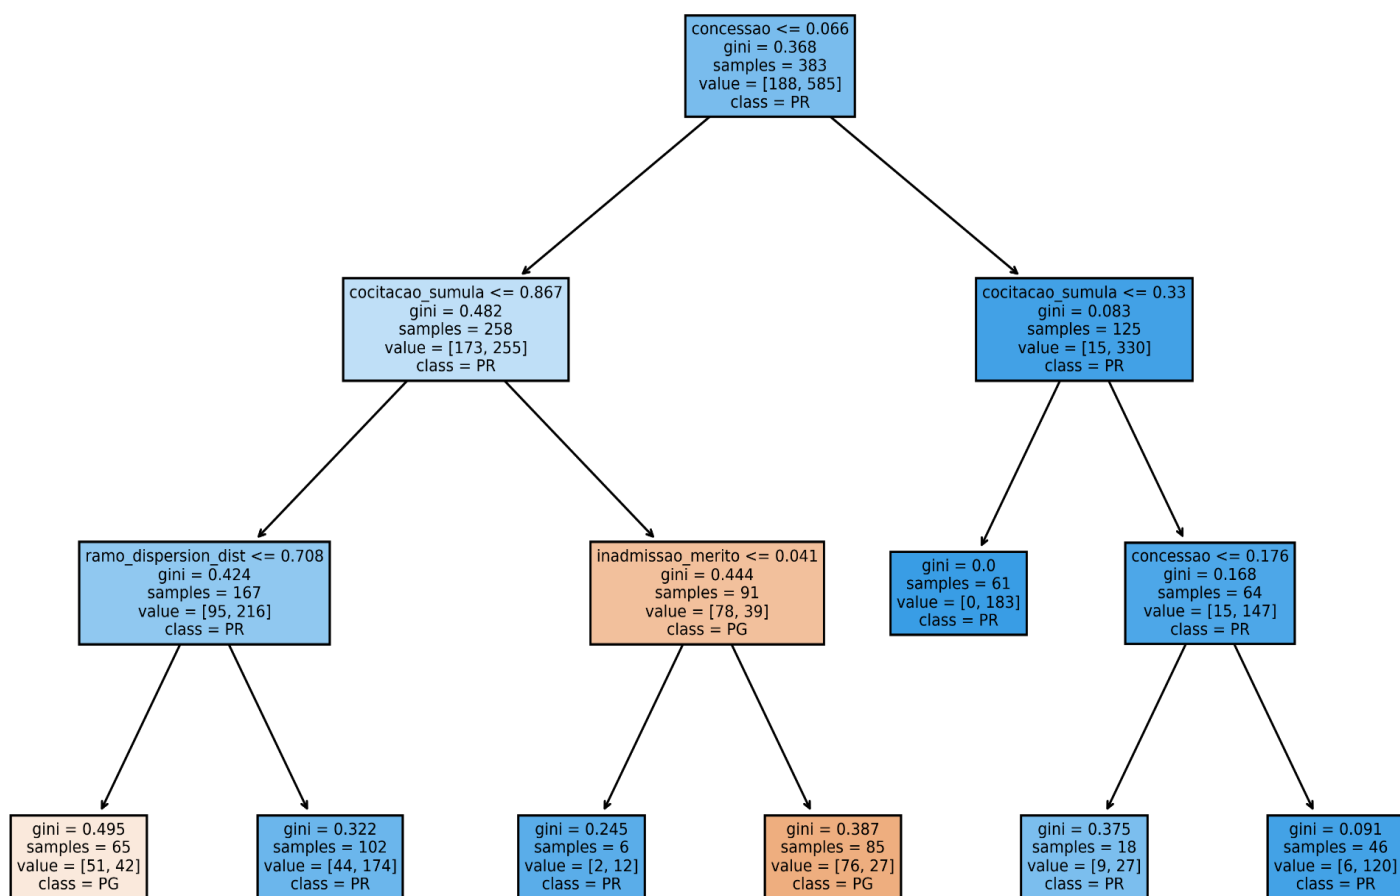 concessao <= 0.066
gini = 0.368
samples = 383
value = [188, 585]
class = PR
cocitacao_sumula <= 0.867
gini = 0.482
samples = 258
value = [173, 255]
class = PR
cocitacao_sumula <= 0.33
gini = 0.083
samples = 125
value = [15, 330]
class = PR
ramo_dispersion_dist <= 0.708
gini = 0.424
samples = 167
value = [95, 216]
class = PR
inadmissao_merito <= 0.041
gini = 0.444
samples = 91
value = [78, 39]
class = PG
gini = 0.0
samples = 61
value = [0, 183]
class = PR
concessao <= 0.176
gini = 0.168
samples = 64
value = [15, 147]
class = PR
gini = 0.495
samples = 65
value = [51, 42]
class = PG
gini = 0.322
samples = 102
value = [44, 174]
class = PR
gini = 0.245
samples = 6
value = [2, 12]
class = PR
gini = 0.387
samples = 85
value = [76, 27]
class = PG
gini = 0.375
samples = 18
value = [9, 27]
class = PR
gini = 0.091
samples = 46
value = [6, 120]
class = PR